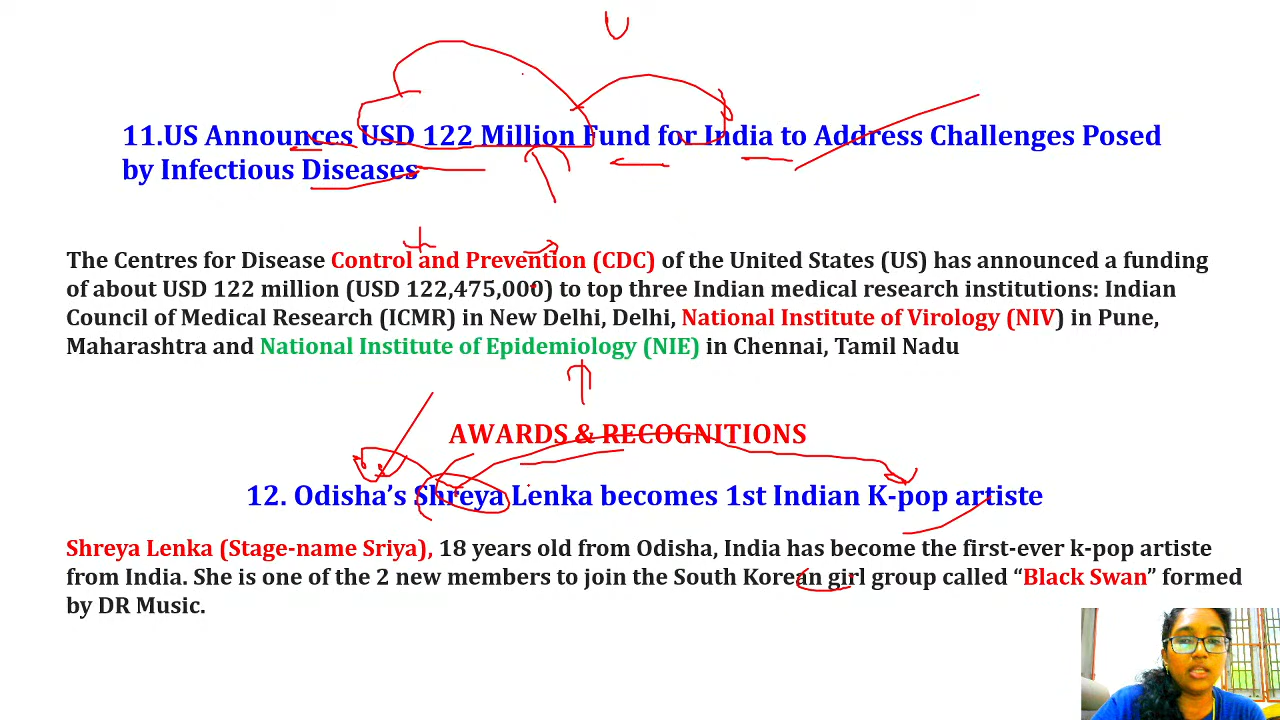 11.US Announces USD 122 Million Fund for India to Address Challenges Posed
by Infectious Diseases
The Centres for Disease Control and Prevention (CDC) of the United States (US) has announced a funding
of about USD 122 million (USD 122,475,000) to top three Indian medical research institutions: Indian
Council of Medical Research (ICMR) in New Delhi, Delhi, National Institute of Virology (NIV) in Pune,
Maharashtra and National Institute of Epidemiology (NIE) in Chennai, Tamil Nadu
AWARDS & RECOGNITIONS
12. Odisha’s Shreya Lenka becomes 1st Indian K-pop artiste
Shreya Lenka (Stage-name Sriya), 18 years old from Odisha, India has become the first-ever k-pop artiste
from India. She is one of the 2 new members to join the South Korean girl group called “Black Swan” formed
by DR Music.